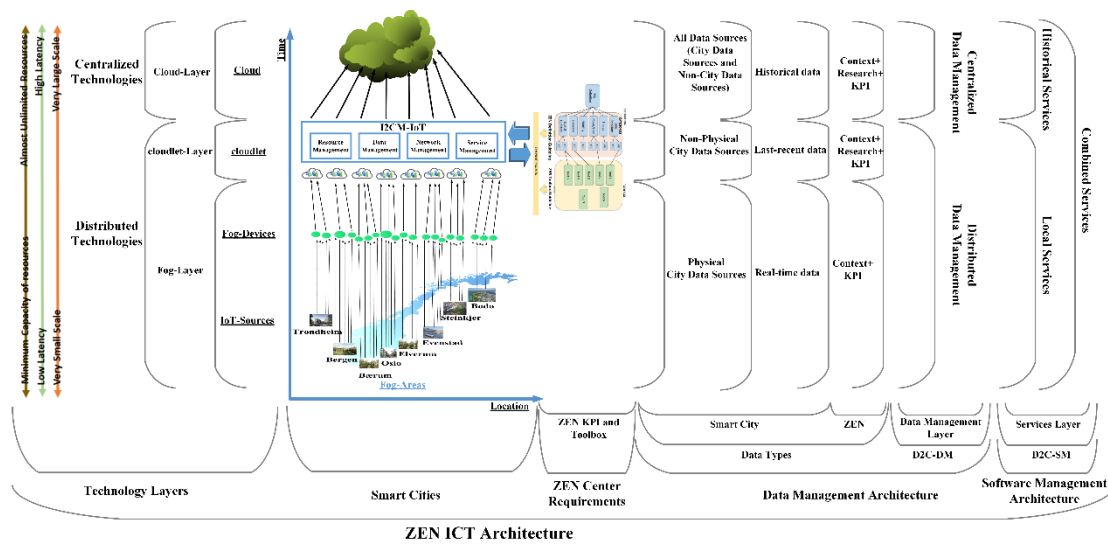 Almost Unlimited Resources
High Latency
Very Large Scale
Minimum Capacity of resources
Low Latency
Very Small Scale
Centralized
Technologies
Distributed
Technologies
Cloud-Layer
cloudlet-Layer
Fog-Layer
Cloud
cloudlet
Fog-Devices
IoT-Sources
Time
I2CM-IoT
Resource
Management
Data
Management
Network
Management
Service
Management
Trondheim
Bergen
Bærum
Oslo
Elverum
Evenstad
Steinkjer
Bodo
Fog-Areas
Location
All Data Sources
(City Data
Sources and
Non-City Data
Sources)
Non-Physical
City Data Sources
Physical
City Data Sources
Historical data
Last-recent data
Real-time data
Context+
Research+
KPI
Context+
Research+
KPI
Context+
KPI
Centralized
Data Management
Distributed
Data Management
Historical Services
Local Services
Combined Services
ZEN KPI and
Toolbox
Smart City
ZEN
Data Management
Layer
Services Layer
Data Types
D2C-DM
D2C-SM
Technology Layers
Smart Cities
ZEN Center
Requirements
Data Management Architecture
Software Management
Architecture
ZEN ICT Architecture